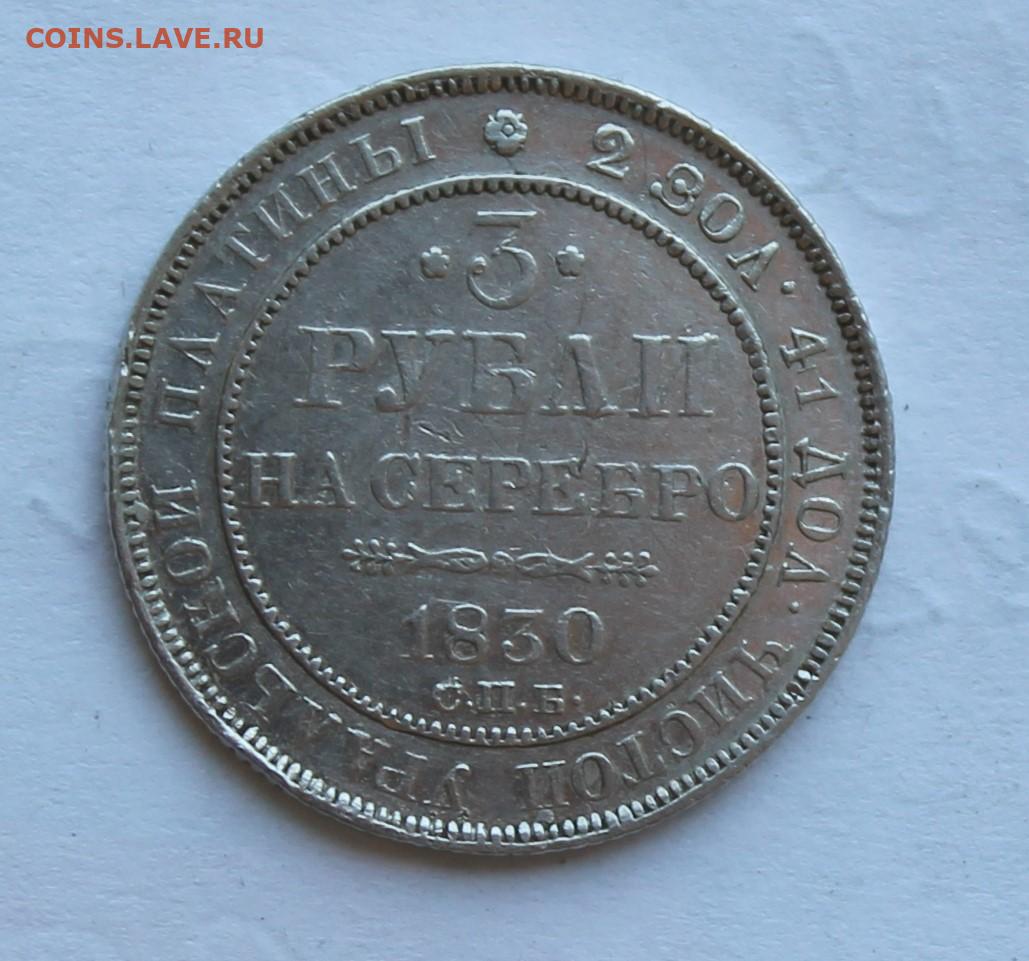 COINS.LAVE.RU
2 ЗОЛ. 41 ДОЛ. ЧИСТОЙ УРАЛЬСКОЙ ПЛАТИНЫ
3
РУБЛИ
НА СЕРЕБРО
1830
С.П.Б.